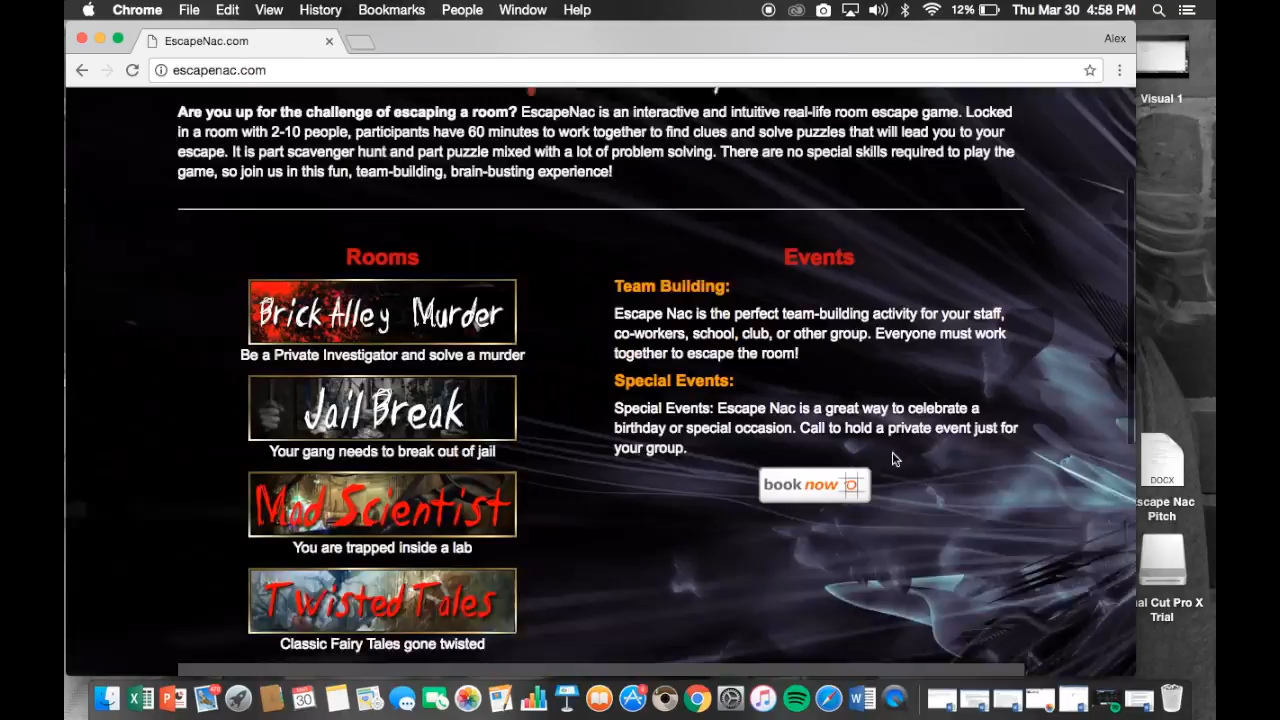 Chrome File Edit View History Bookmarks People Window Help 12% Thu Mar 30 4:58 PM
EscapeNac.com
Alex
escapenac.com
Visual 1
Are you up for the challenge of escaping a room? EscapeNac is an interactive and intuitive real-life room escape game. Locked
in a room with 2-10 people, participants have 60 minutes to work together to find clues and solve puzzles that will lead you to your
escape. It is part scavenger hunt and part puzzle mixed with a lot of problem solving. There are no special skills required to play the
game, so join us in this fun, team-building, brain-busting experience!
Rooms
Brick Alley Murder
Be a Private Investigator and solve a murder
Jail Break
Your gang needs to break out of jail
Mad Scientist
You are trapped inside a lab
Twisted Tales
Classic Fairy Tales gone twisted
Events
Team Building:
Escape Nac is the perfect team-building activity for your staff,
co-workers, school, club, or other group. Everyone must work
together to escape the room!
Special Events:
Special Events: Escape Nac is a great way to celebrate a
birthday or special occasion. Call to hold a private event just for
your group.
book now
DOCX
scape Nac
Pitch
nal Cut Pro X
Trial